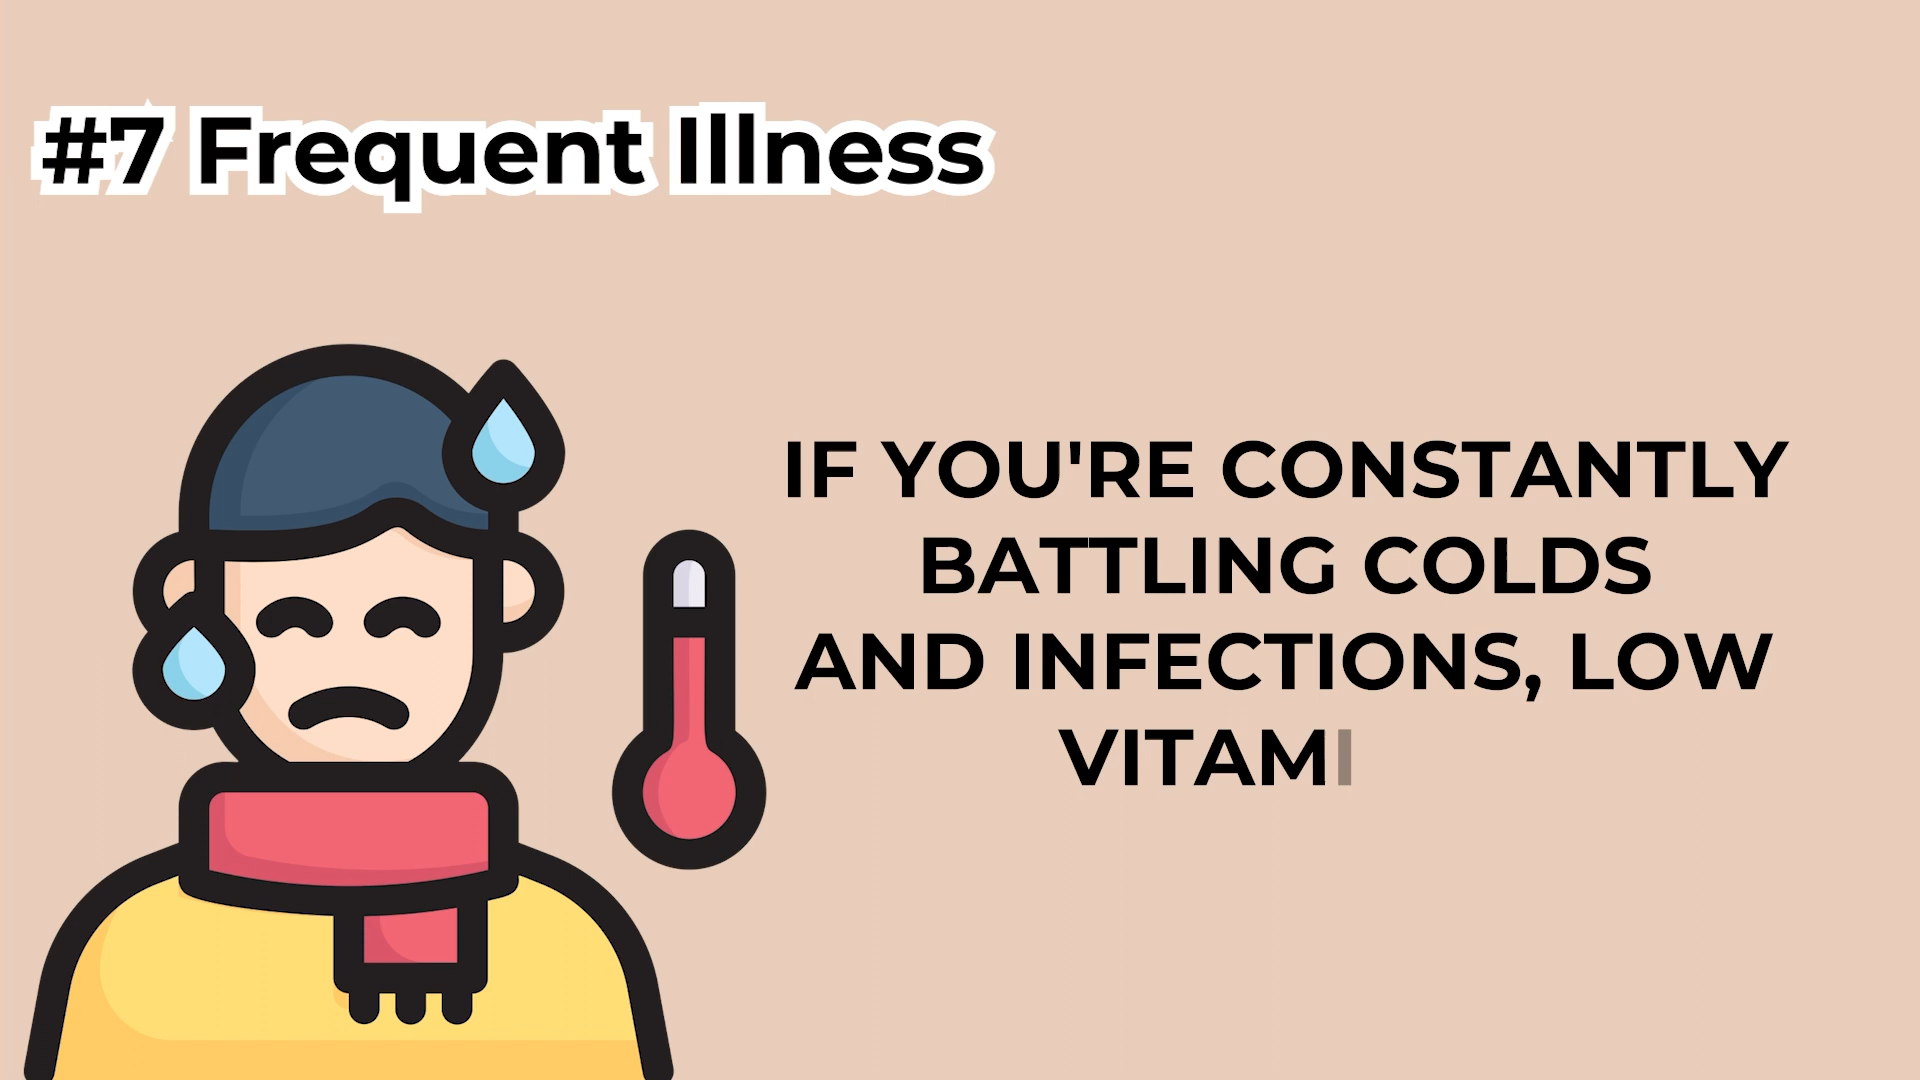 #7 Frequent Illness
IF YOU'RE CONSTANTLY
BATTLING COLDS
AND INFECTIONS, LOW
VITAMI